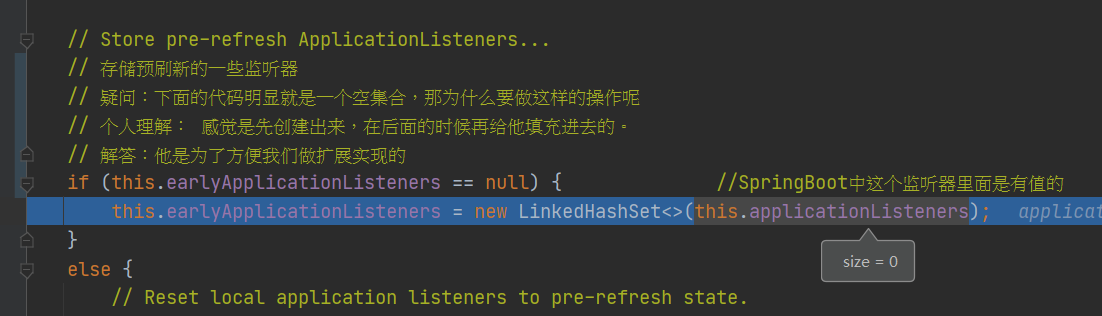 // Store pre-refresh ApplicationListeners...
// 存储预刷新的一些监听器
// 疑问：下面的代码明显就是一个空集合，那为什么要做这样的操作呢
// 个人理解： 感觉是先创建出来，在后面的时候再给他填充进去的。
// 解答：他是为了方便我们做扩展实现的
if (this.earlyApplicationListeners == null) { //SpringBoot中这个监听器里面是有值的
this.earlyApplicationListeners = new LinkedHashSet<>(this.applicationListeners); applicat
}
size = 0
else {
// Reset local application listeners to pre-refresh state.